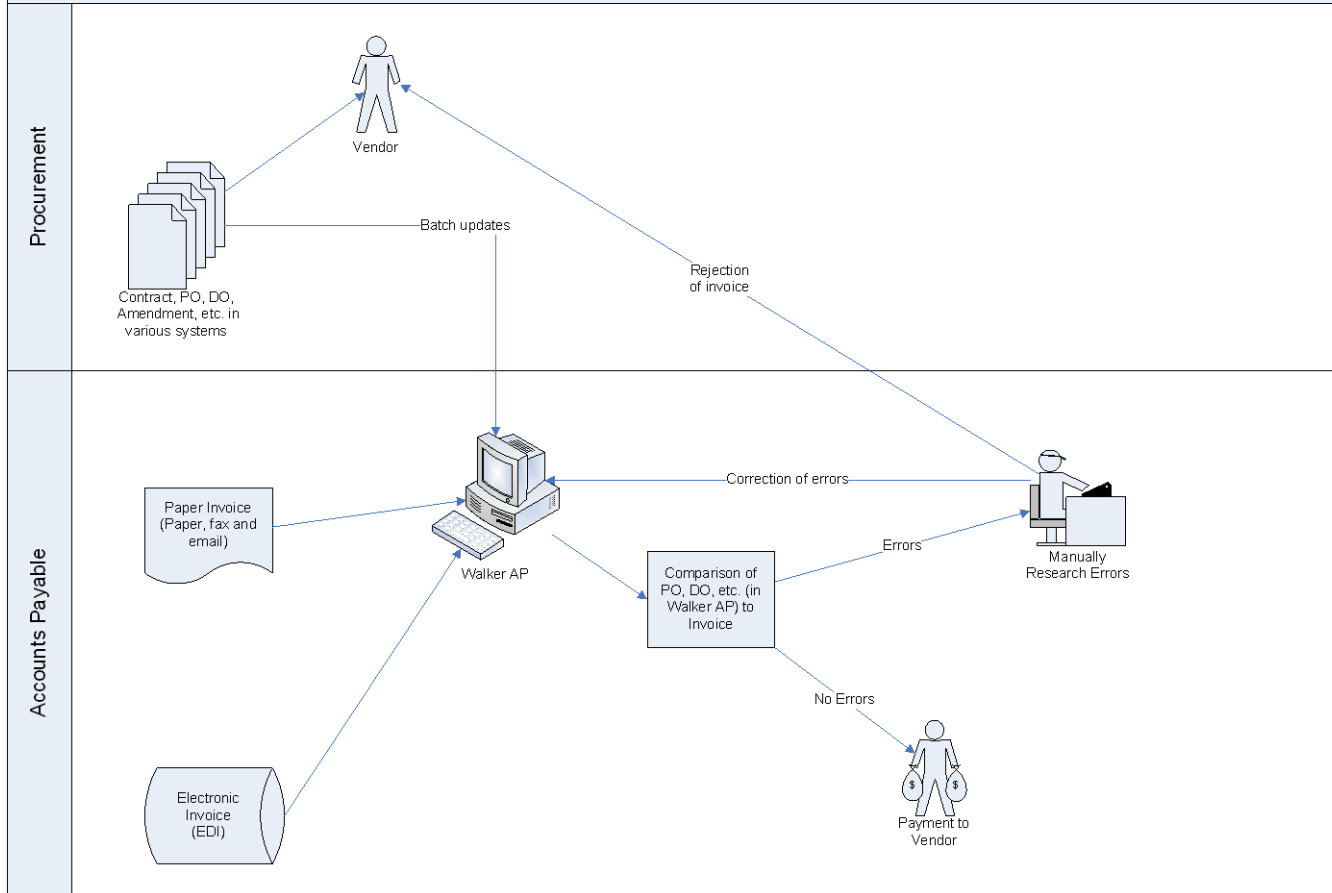 Procurement
Vendor
Batch updates
Contract, PO, DO,
Amendment, etc. in
various systems
Rejection
of invoice
Accounts Payable
Paper Invoice
(Paper, fax and
email)
Walker AP
Correction of errors
Errors
Manually
Research Errors
Comparison of
PO, DO, etc. (in
Walker AP) to
Invoice
No Errors
Electronic
Invoice
(EDI)
$ $
Payment to
Vendor